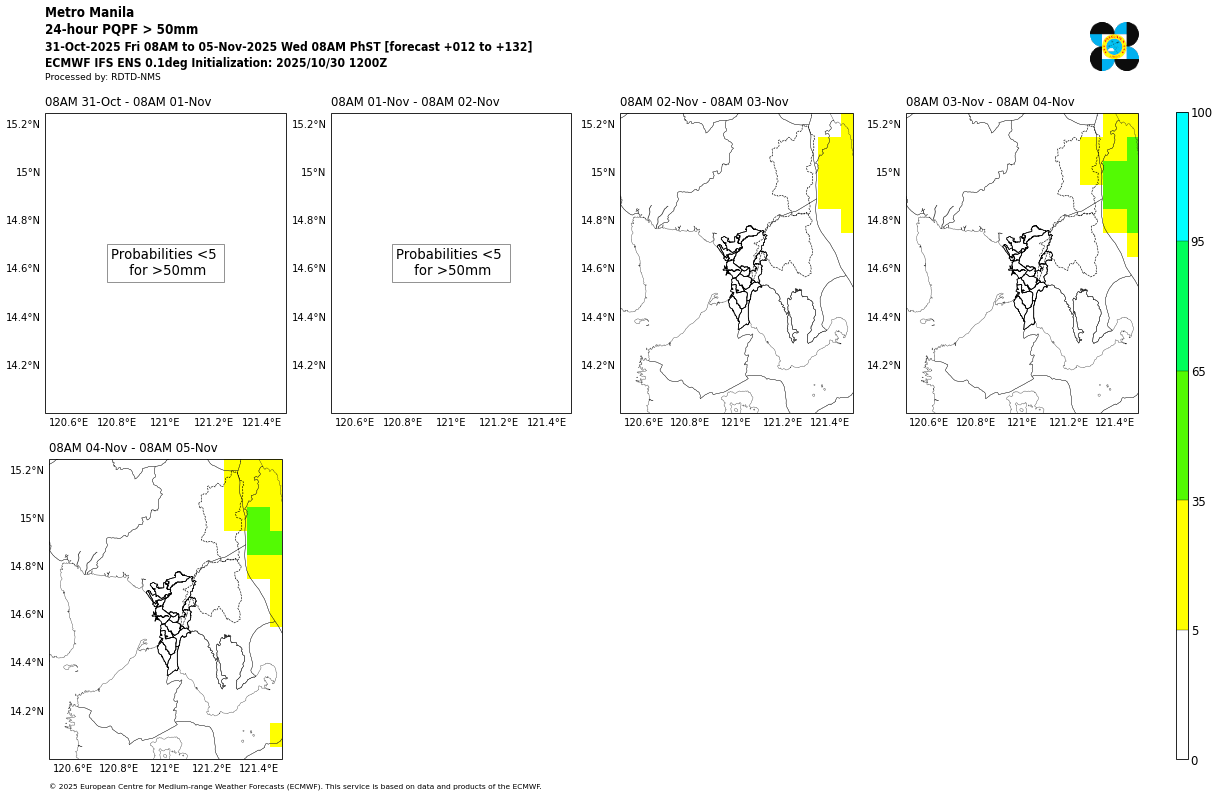 Metro Manila
24-hour PQPF > 50mm
31-Oct-2025 Fri 08AM to 05-Nov-2025 Wed 08AM PhST [forecast +012 to +132]
ECMWF IFS ENS 0.1deg Initialization: 2025/10/30 1200Z
Processed by: RDTD-NMS
08AM 31-Oct - 08AM 01-Nov
15.2°N
15°N
14.8°N
14.6°N
14.4°N
14.2°N
Probabilities <5
for >50mm
120.6°E 120.8°E 121°E 121.2°E 121.4°E
08AM 01-Nov - 08AM 02-Nov
15.2°N
15°N
14.8°N
14.6°N
14.4°N
14.2°N
Probabilities <5
for >50mm
120.6°E 120.8°E 121°E 121.2°E 121.4°E
08AM 02-Nov - 08AM 03-Nov
15.2°N
15°N
14.8°N
14.6°N
14.4°N
14.2°N
120.6°E 120.8°E 121°E 121.2°E 121.4°E
08AM 03-Nov - 08AM 04-Nov
15.2°N
15°N
14.8°N
14.6°N
14.4°N
14.2°N
120.6°E 120.8°E 121°E 121.2°E 121.4°E
100
95
65
35
5
0
08AM 04-Nov - 08AM 05-Nov
15.2°N
15°N
14.8°N
14.6°N
14.4°N
14.2°N
120.6°E 120.8°E 121°E 121.2°E 121.4°E
© 2025 European Centre for Medium-range Weather Forecasts (ECMWF). This service is based on data and products of the ECMWF.